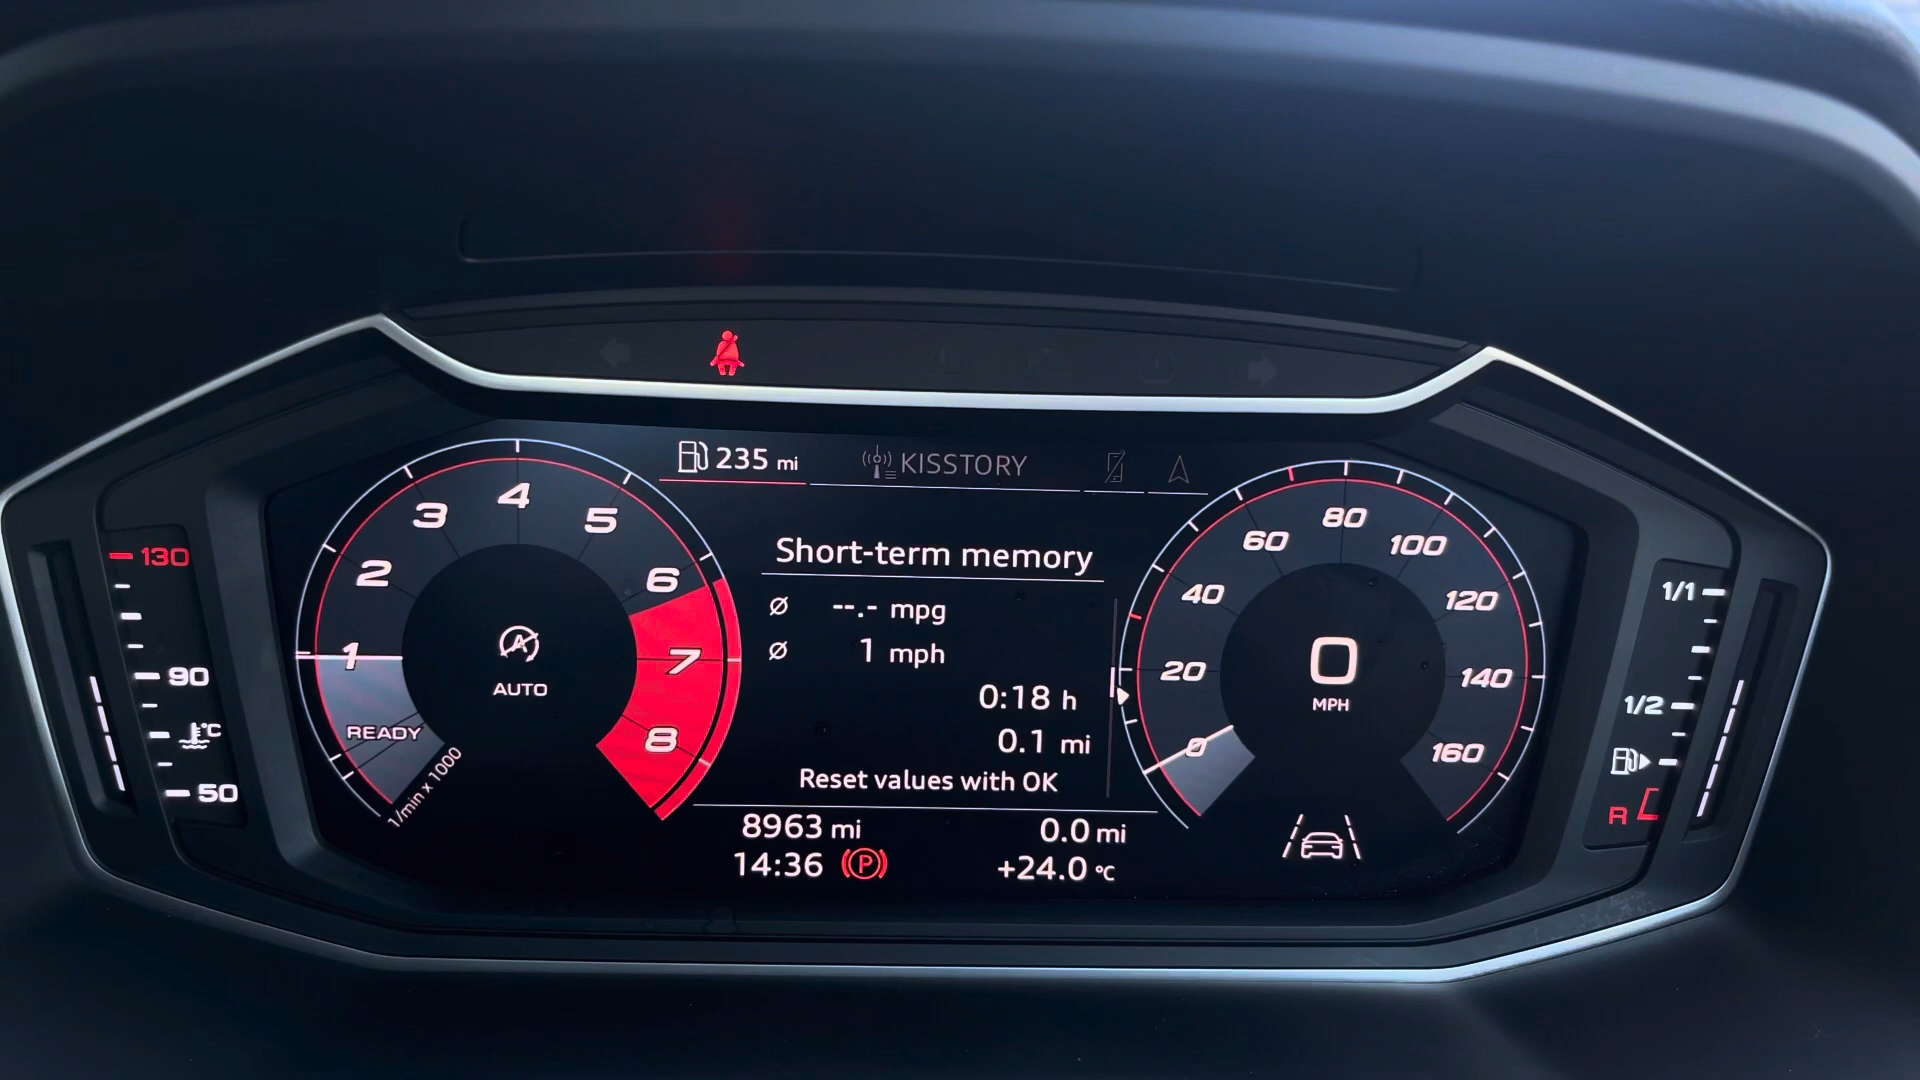 235 mi
KISSTORY
1
2
3
4
5
6
7
8
READY
1/min x 1000
AUTO
130
90
°C
50
Short-term memory
Ø --.- mpg
Ø 1 mph
0:18 h
0.1 mi
Reset values with OK
8963 mi
0.0 mi
14:36
P
+24.0 °C
0
20
40
60
80
100
120
140
160
0
MPH
1/1
1/2
R